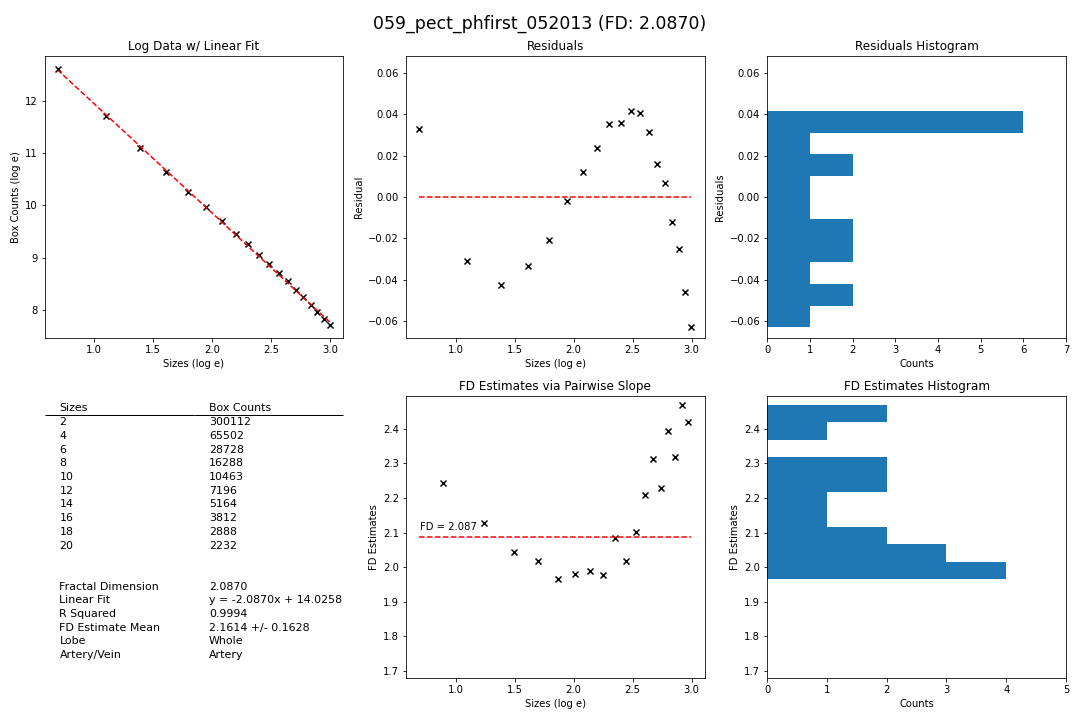 059_pect_phfirst_052013 (FD: 2.0870)
Log Data w/ Linear Fit
Box Counts (log e)
12
11
10
9
8
1.0 1.5 2.0 2.5 3.0
Sizes (log e)
Residuals
Residual
0.06
0.04
0.02
0.00
−0.02
−0.04
−0.06
1.0 1.5 2.0 2.5 3.0
Sizes (log e)
Residuals Histogram
Residuals
0.06
0.04
0.02
0.00
−0.02
−0.04
−0.06
0 1 2 3 4 5 6 7
Counts
Sizes Box Counts
2 300112
4 65502
6 28728
8 16288
10 10463
12 7196
14 5164
16 3812
18 2888
20 2232
Fractal Dimension 2.0870
Linear Fit y = -2.0870x + 14.0258
R Squared 0.9994
FD Estimate Mean 2.1614 +/- 0.1628
Lobe Whole
Artery/Vein Artery
FD Estimates via Pairwise Slope
FD Estimates
2.4
2.3
2.2
2.1
2.0
1.9
1.8
1.7
FD = 2.087
1.0 1.5 2.0 2.5 3.0
Sizes (log e)
FD Estimates Histogram
FD Estimates
2.4
2.3
2.2
2.1
2.0
1.9
1.8
1.7
0 1 2 3 4 5
Counts